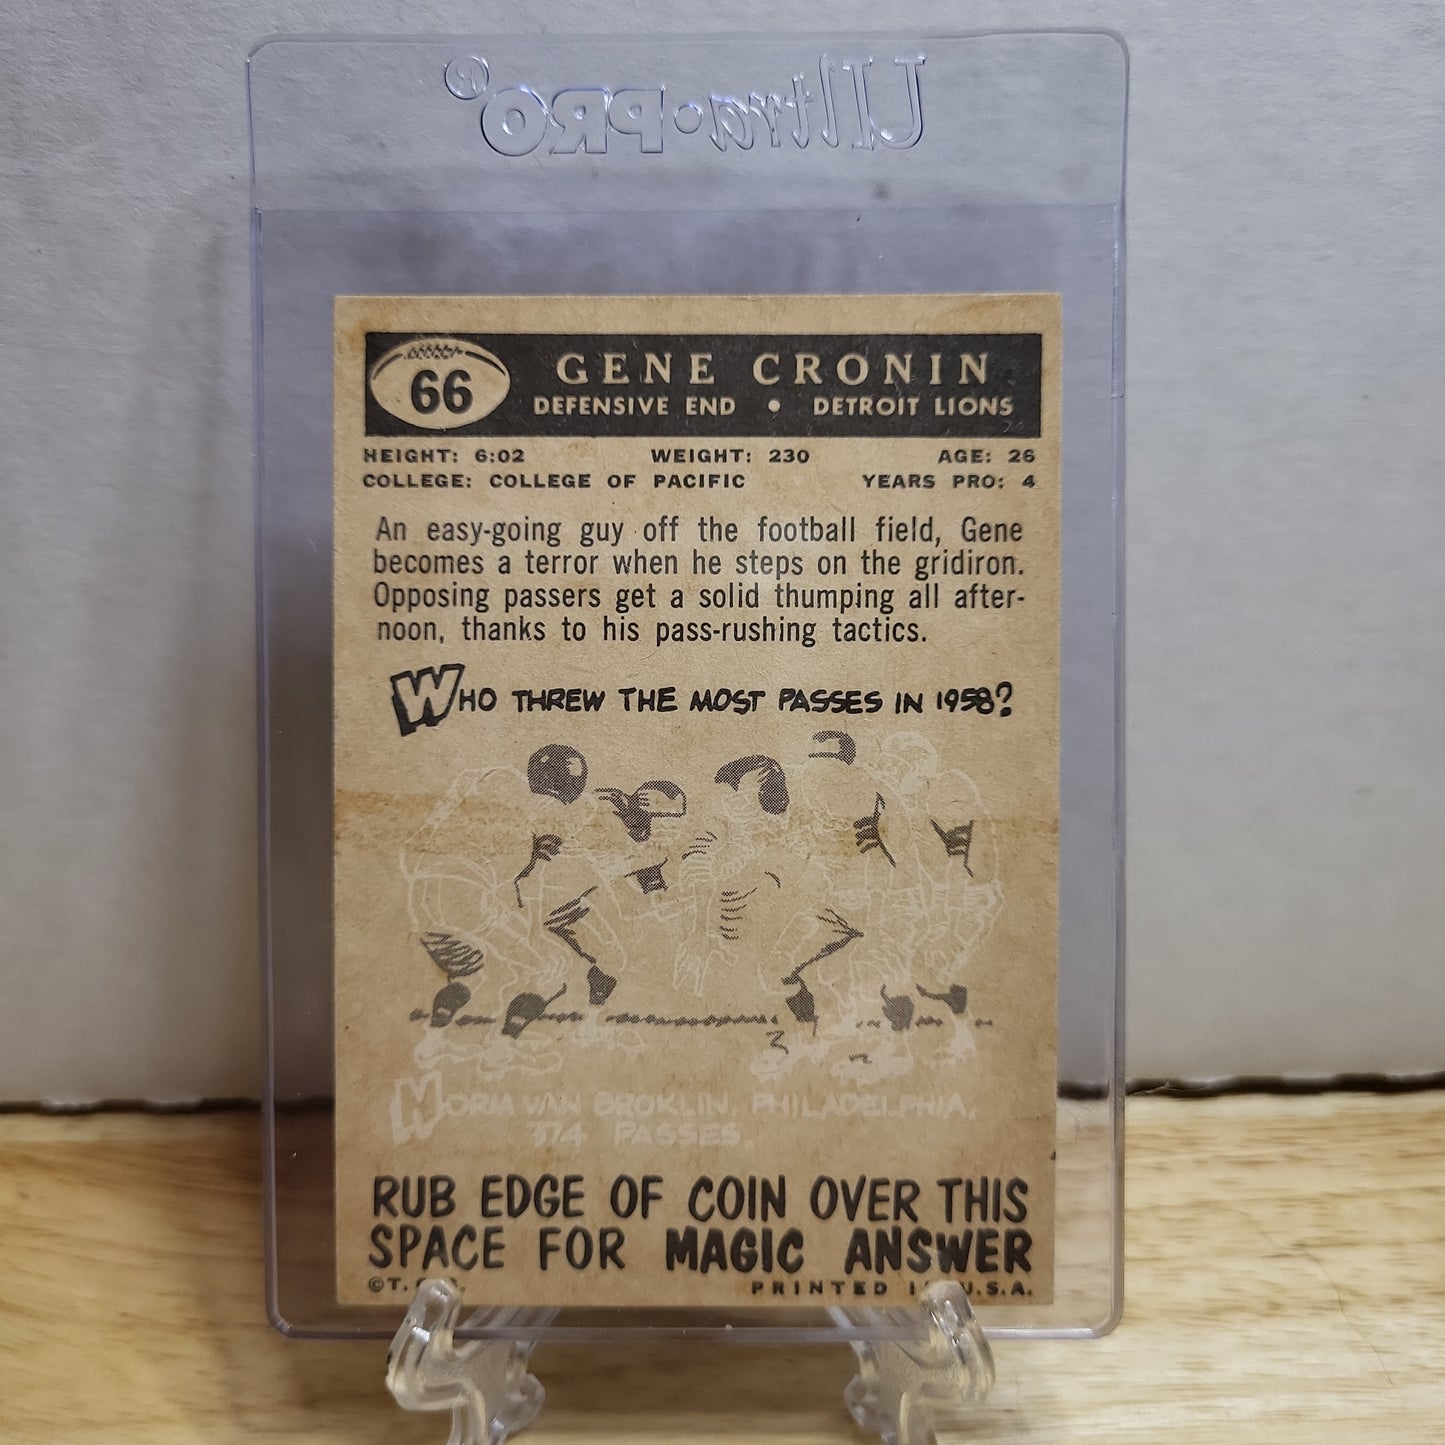 Ultra•PRO®
66
GENE CRONIN
DEFENSIVE END • DETROIT LIONS
HEIGHT: 6:02 WEIGHT: 230 AGE: 26
COLLEGE: COLLEGE OF PACIFIC YEARS PRO: 4
An easy-going guy off the football field, Gene
becomes a terror when he steps on the gridiron.
Opposing passers get a solid thumping all after-
noon, thanks to his pass-rushing tactics.
WHO THREW THE MOST PASSES IN 1958?
NORM VAN BROKLIN, PHILADELPHIA,
374 PASSES.
RUB EDGE OF COIN OVER THIS
SPACE FOR MAGIC ANSWER
©T.
PRINTED U.S.A.